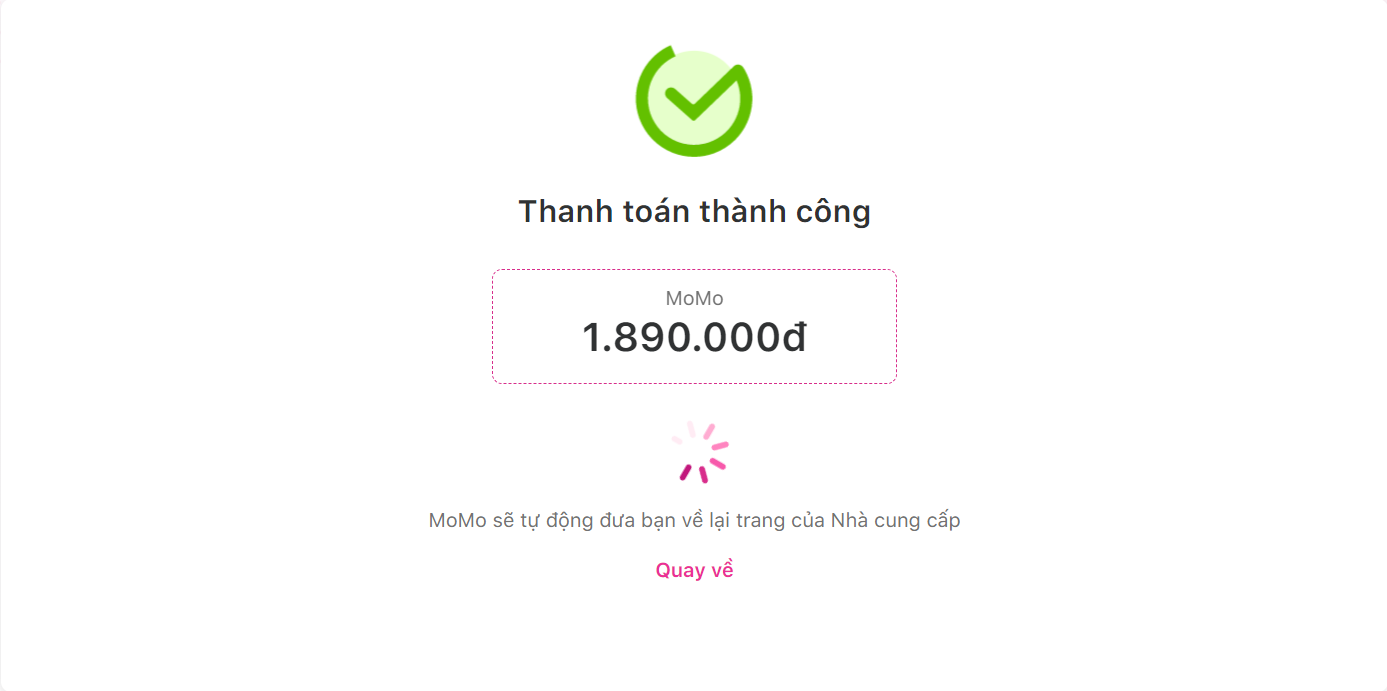 Thanh toán thành công
MoMo
1.890.000đ
MoMo sẽ tự động đưa bạn về lại trang của Nhà cung cấp
Quay về